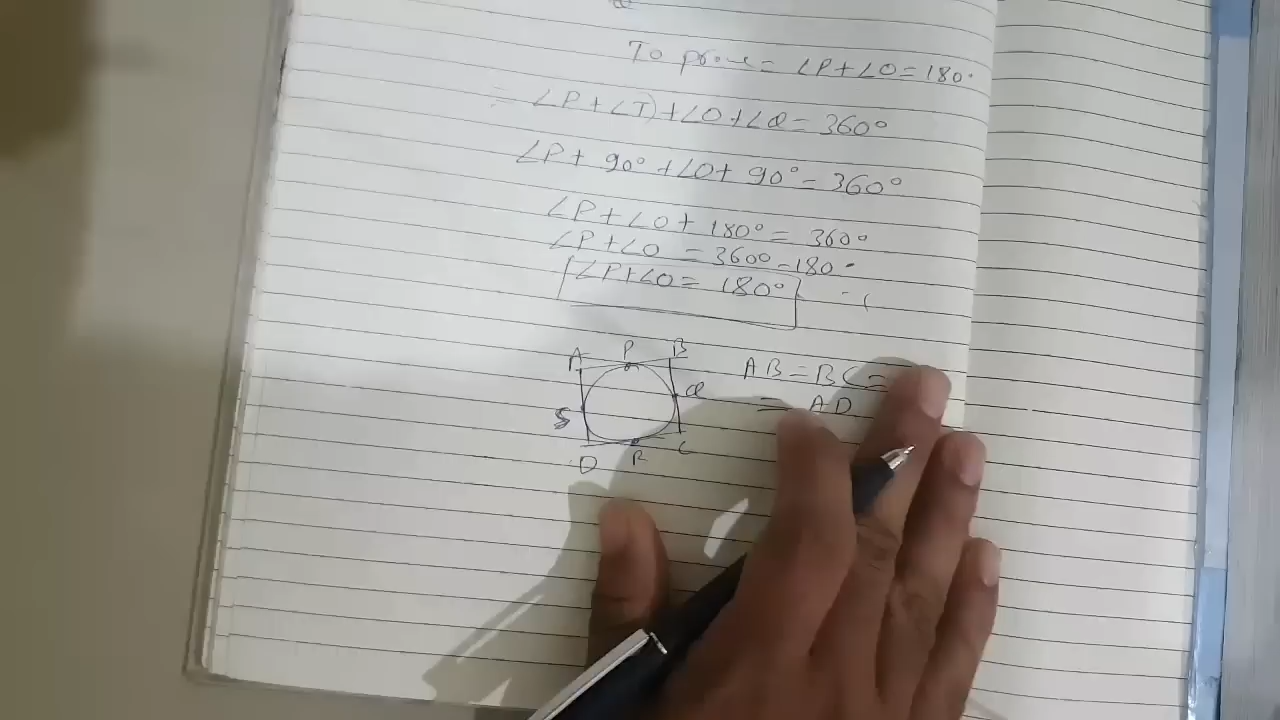 To prove = ∠P+∠O=180°
= ∠P+∠T+∠O+∠Q=360°
∠P+ 90° +∠O+ 90°=360°
∠P+∠O+ 180°= 360°
∠P+∠O = 360°-180°
∠P+∠O= 180°
A P B
S Q
D R C
AB=BC=
= AD